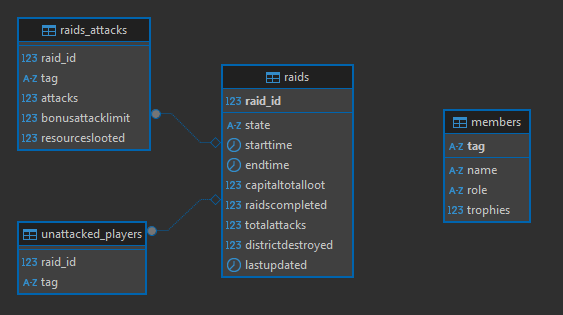 raids_attacks
123 raid_id
A-Z tag
123 attacks
123 bonusattacklimit
123 resourceslooted
raids
123 raid_id
A-Z state
starttime
endtime
123 capitaltotalloot
123 raidscompleted
123 totalattacks
123 districtdestroyed
lastupdated
members
A-Z tag
A-Z name
A-Z role
123 trophies
unattacked_players
123 raid_id
A-Z tag